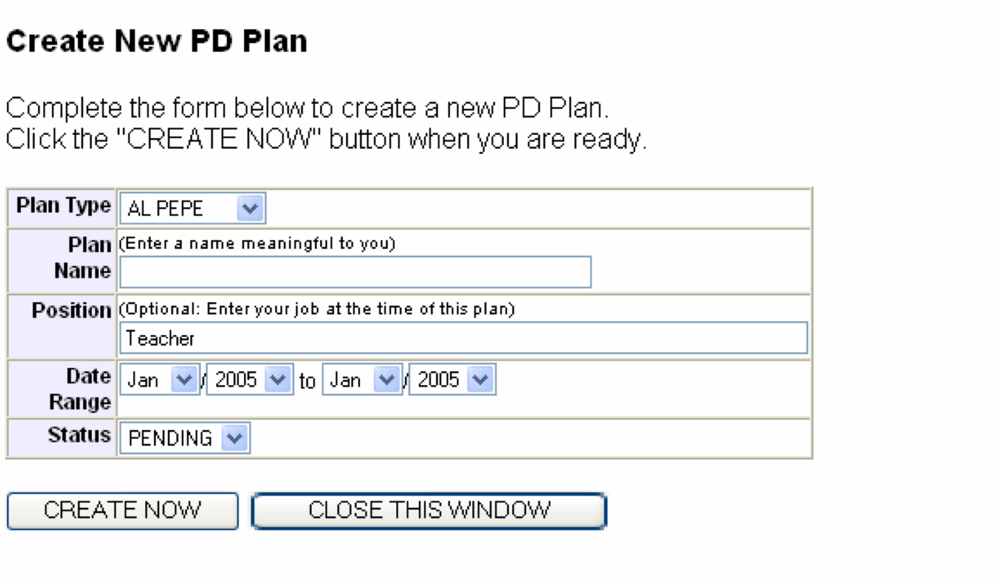 Create New PD Plan
Complete the form below to create a new PD Plan.
Click the "CREATE NOW" button when you are ready.
Plan Type AL PEPE
Plan (Enter a name meaningful to you)
Name
Position (Optional: Enter your job at the time of this plan)
Teacher
Date Jan / 2005 to Jan / 2005
Range
Status PENDING
CREATE NOW CLOSE THIS WINDOW